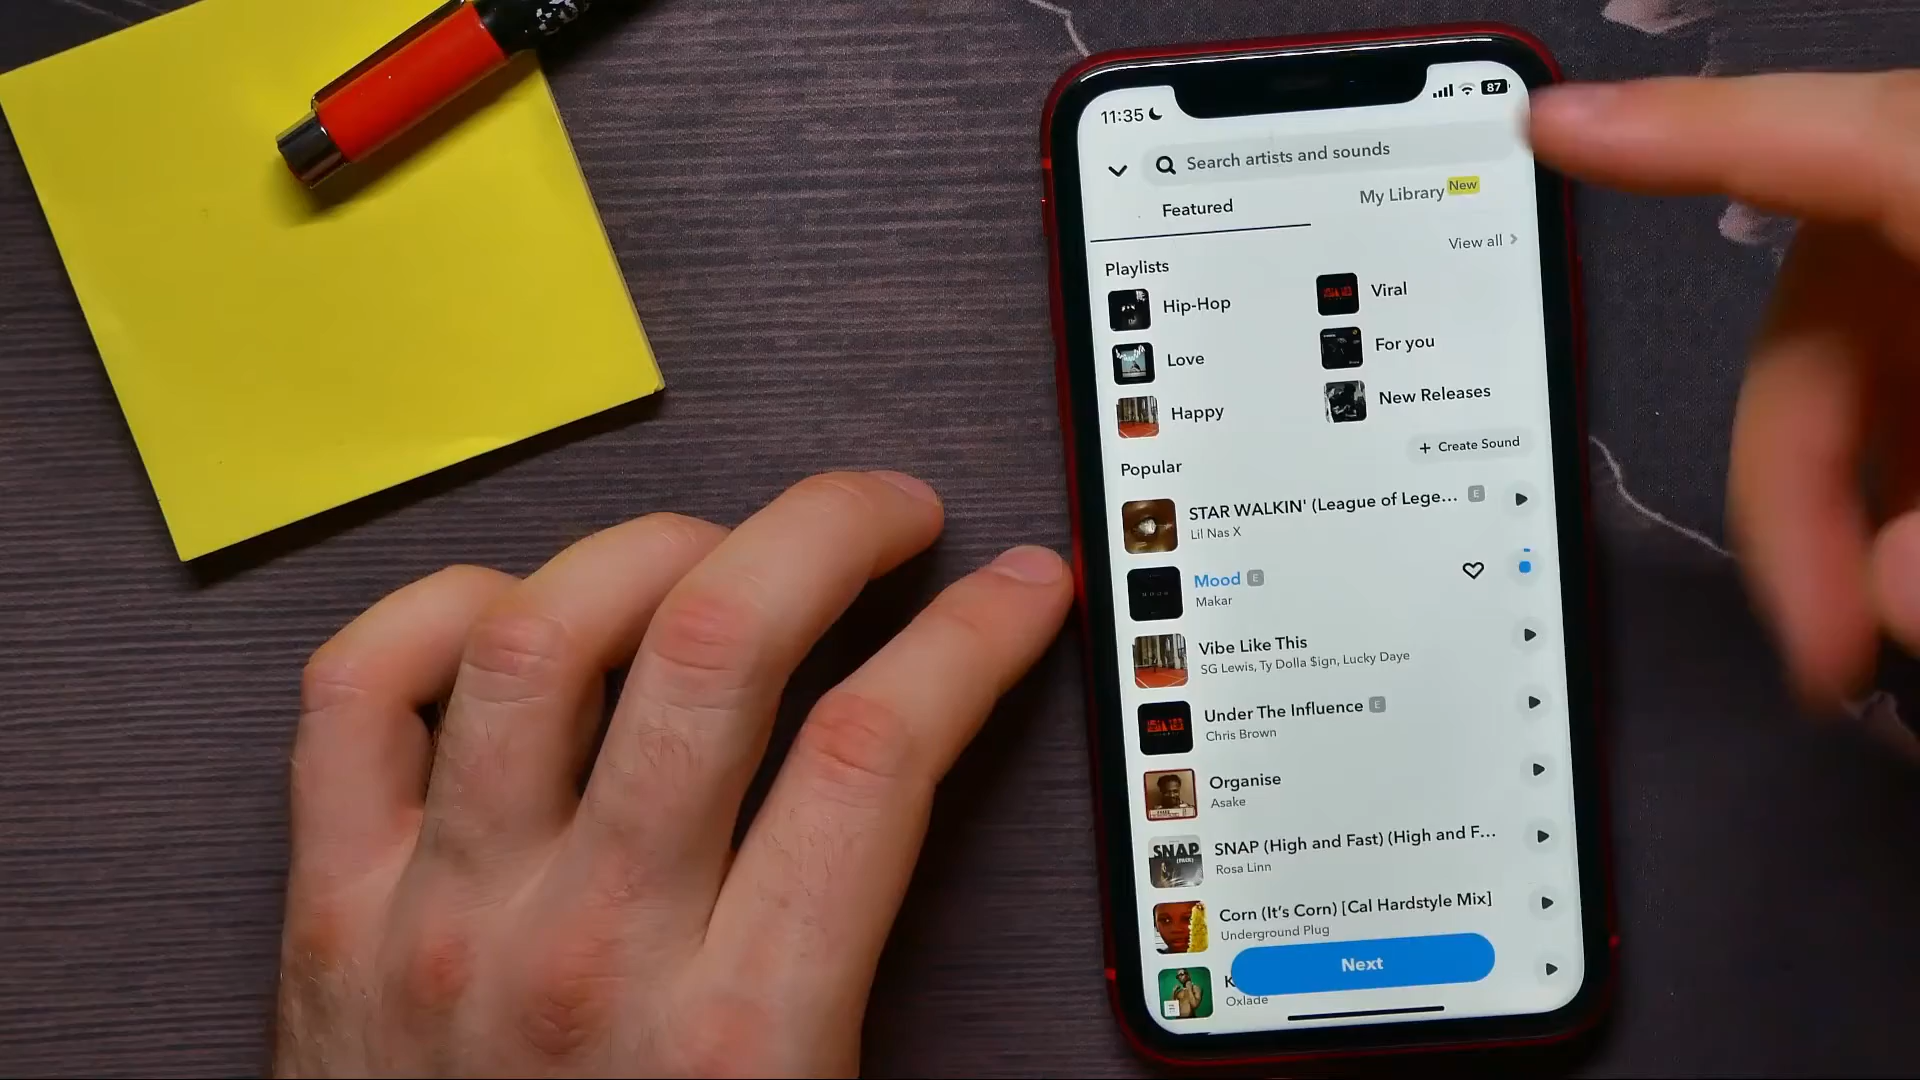 11:35
87
Search artists and sounds
Featured
My Library New
View all
Playlists
Hip-Hop
Viral
Love
For you
Happy
New Releases
+ Create Sound
Popular
STAR WALKIN' (League of Lege... E
Lil Nas X
Mood E
Makar
Vibe Like This
SG Lewis, Ty Dolla $ign, Lucky Daye
Under The Influence E
Chris Brown
Organise
Asake
SNAP
SNAP (High and Fast) (High and F...
Rosa Linn
Corn (It's Corn) [Cal Hardstyle Mix]
Underground Plug
Next
Oxlade